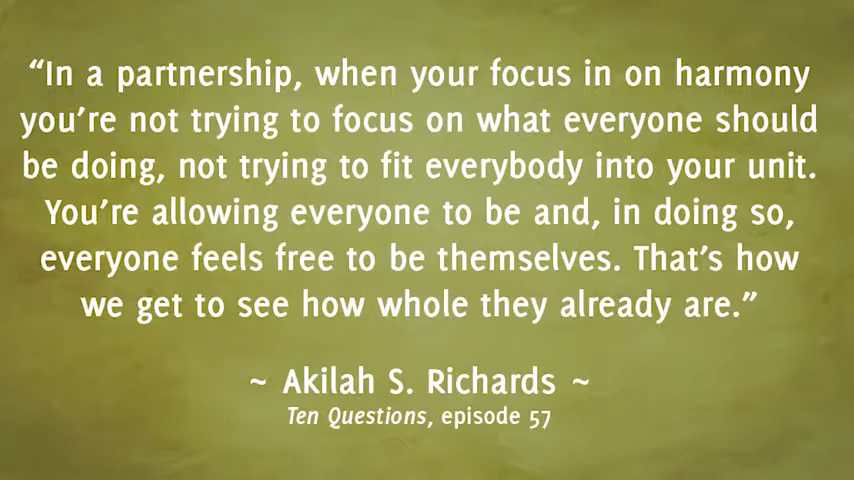 “In a partnership, when your focus in on harmony
you’re not trying to focus on what everyone should
be doing, not trying to fit everybody into your unit.
You’re allowing everyone to be and, in doing so,
everyone feels free to be themselves. That’s how
we get to see how whole they already are.”
~ Akilah S. Richards ~
Ten Questions, episode 57